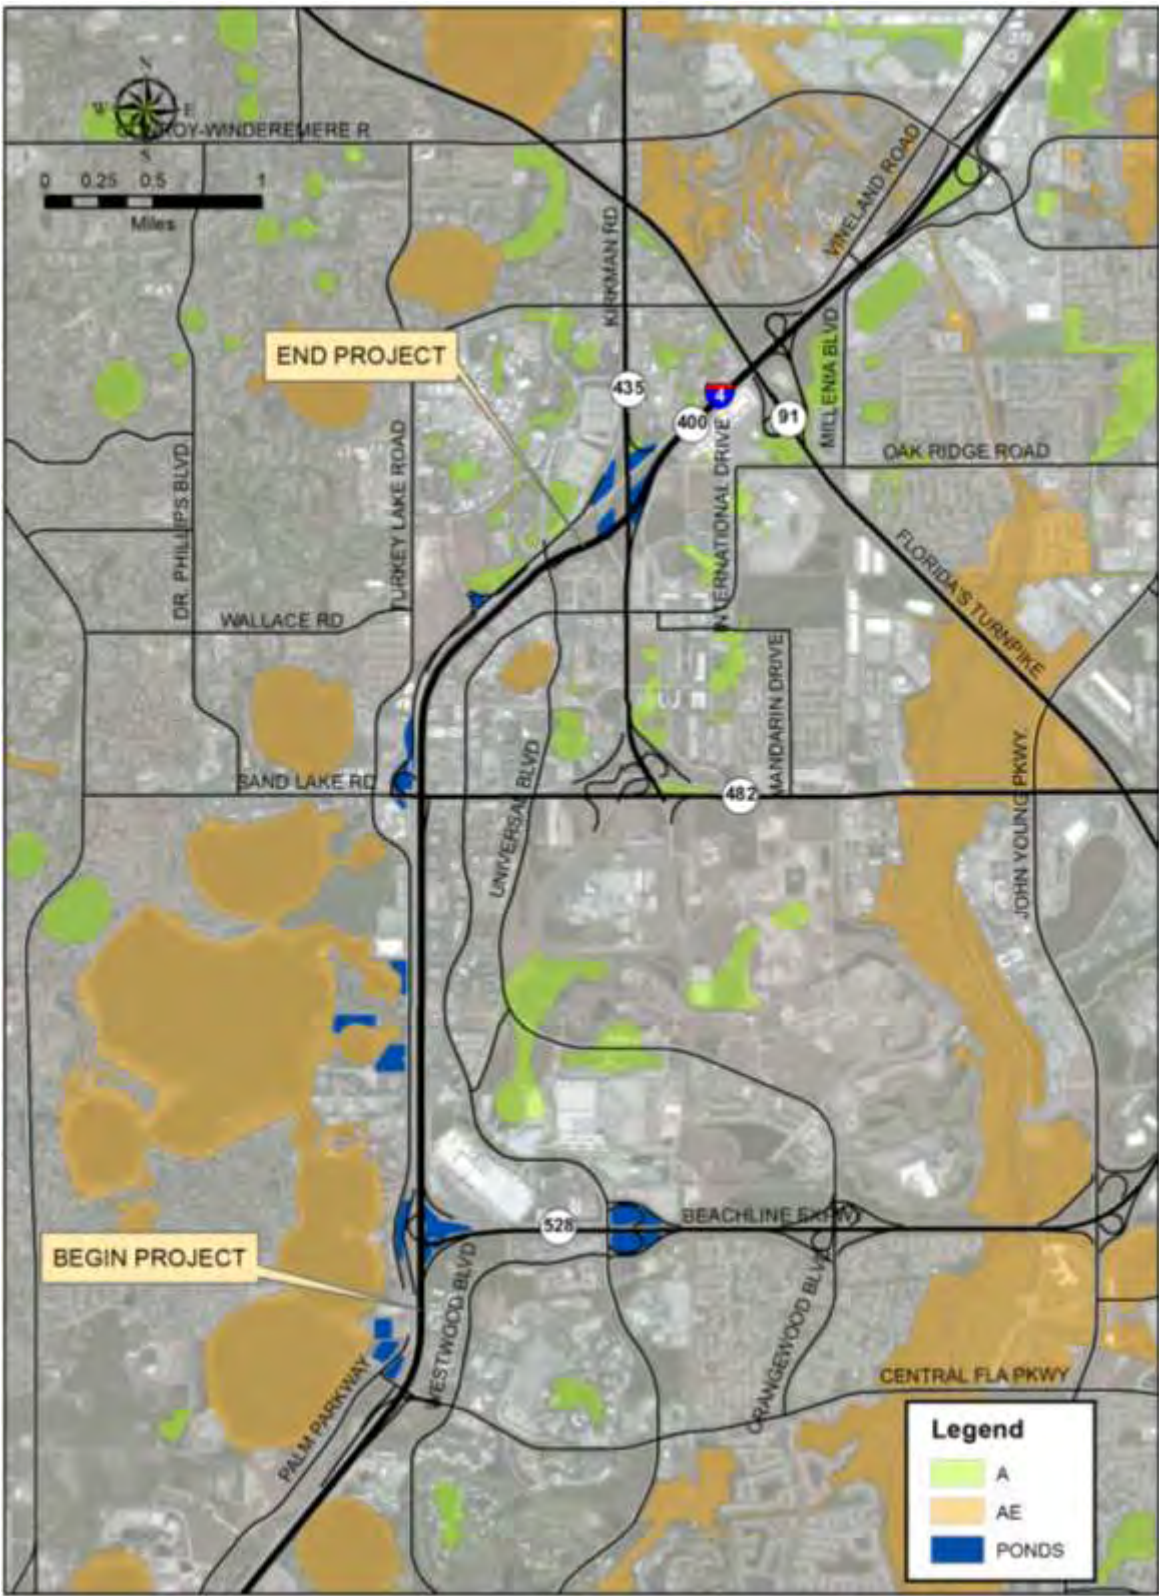 N
W E
S
CONROY-WINDEREMERE R
0 0.25 0.5 1
Miles
KIRKMAN RD
VINELAND ROAD
END PROJECT
435
4
400
91
MILLENIA BLVD
INTERNATIONAL DRIVE
OAK RIDGE ROAD
DR. PHILLIPS BLVD
TURKEY LAKE ROAD
FLORIDA'S TURNPIKE
WALLACE RD
MANDARIN DRIVE
SAND LAKE RD
482
UNIVERSAL BLVD
JOHN YOUNG PKWY
528
BEACHLINE EXPWY
BEGIN PROJECT
WESTWOOD BLVD
ORANGEWOOD BLVD
PALM PARKWAY
CENTRAL FLA PKWY
Legend
A
AE
PONDS